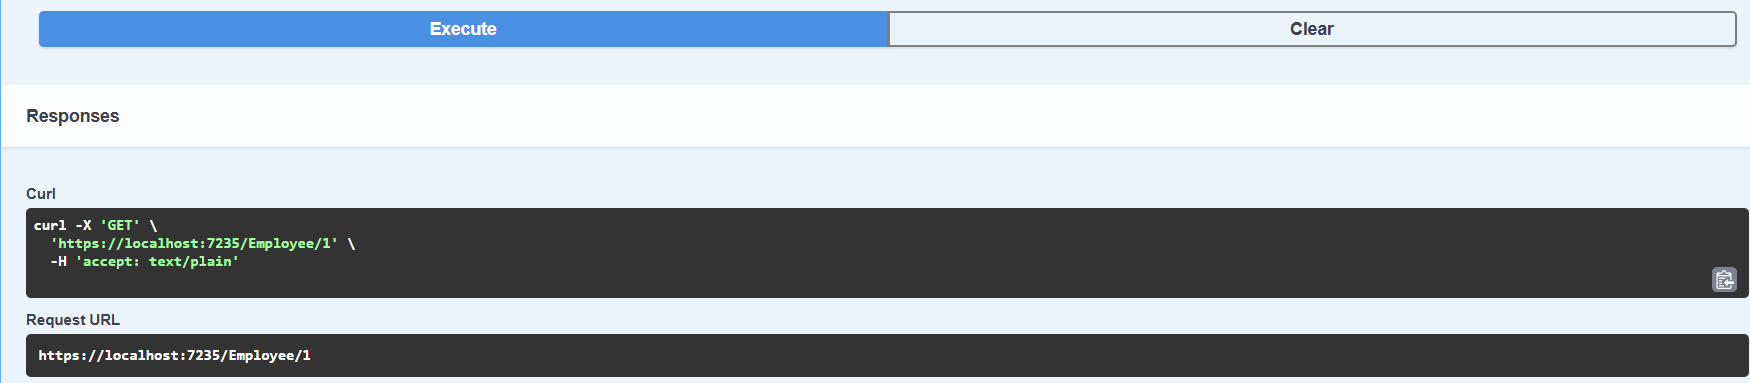 Execute
Clear
Responses
Curl
curl -X 'GET' \
  'https://localhost:7235/Employee/1' \
  -H 'accept: text/plain'
Request URL
https://localhost:7235/Employee/1